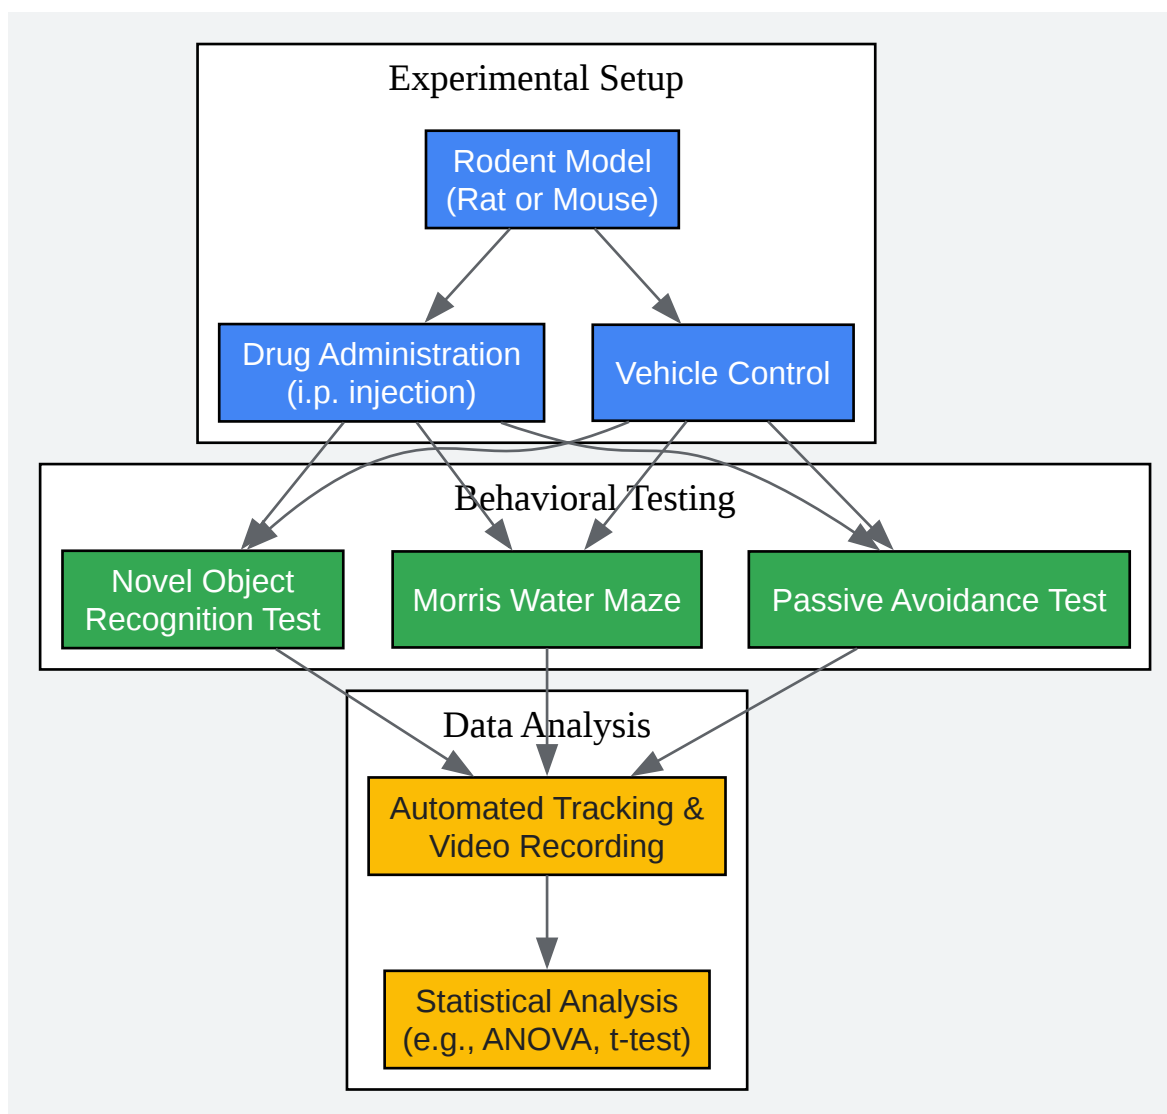 Experimental Setup
Rodent Model
(Rat or Mouse)
Drug Administration
(i.p. injection)
Vehicle Control
Behavioral Testing
Novel Object
Recognition Test
Morris Water Maze
Passive Avoidance Test
Data Analysis
Automated Tracking &
Video Recording
Statistical Analysis
(e.g., ANOVA, t-test)